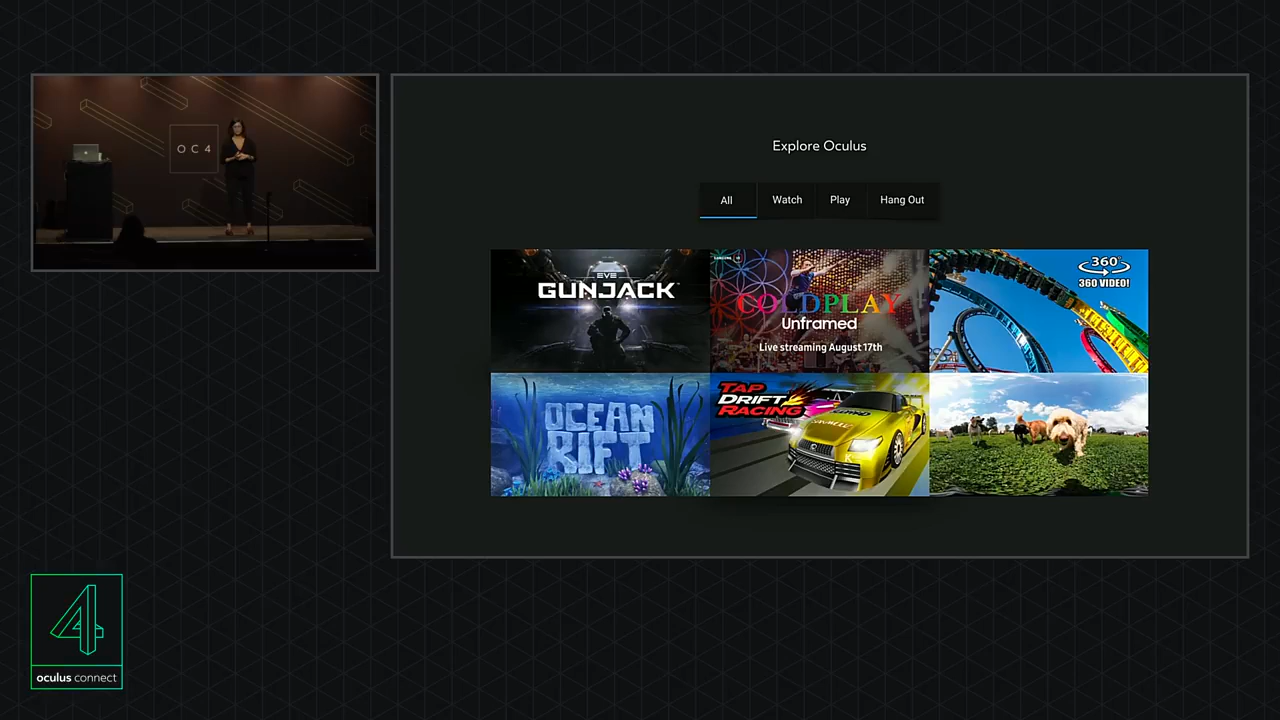 OC4
Explore Oculus
All
Watch
Play
Hang Out
EVE
GUNJACK™
COLDPLAY
Unframed
Live streaming August 17th
360°
360 VIDEO!
OCEAN
RIFT
TAP
DRIFT
RACING
4
oculus connect